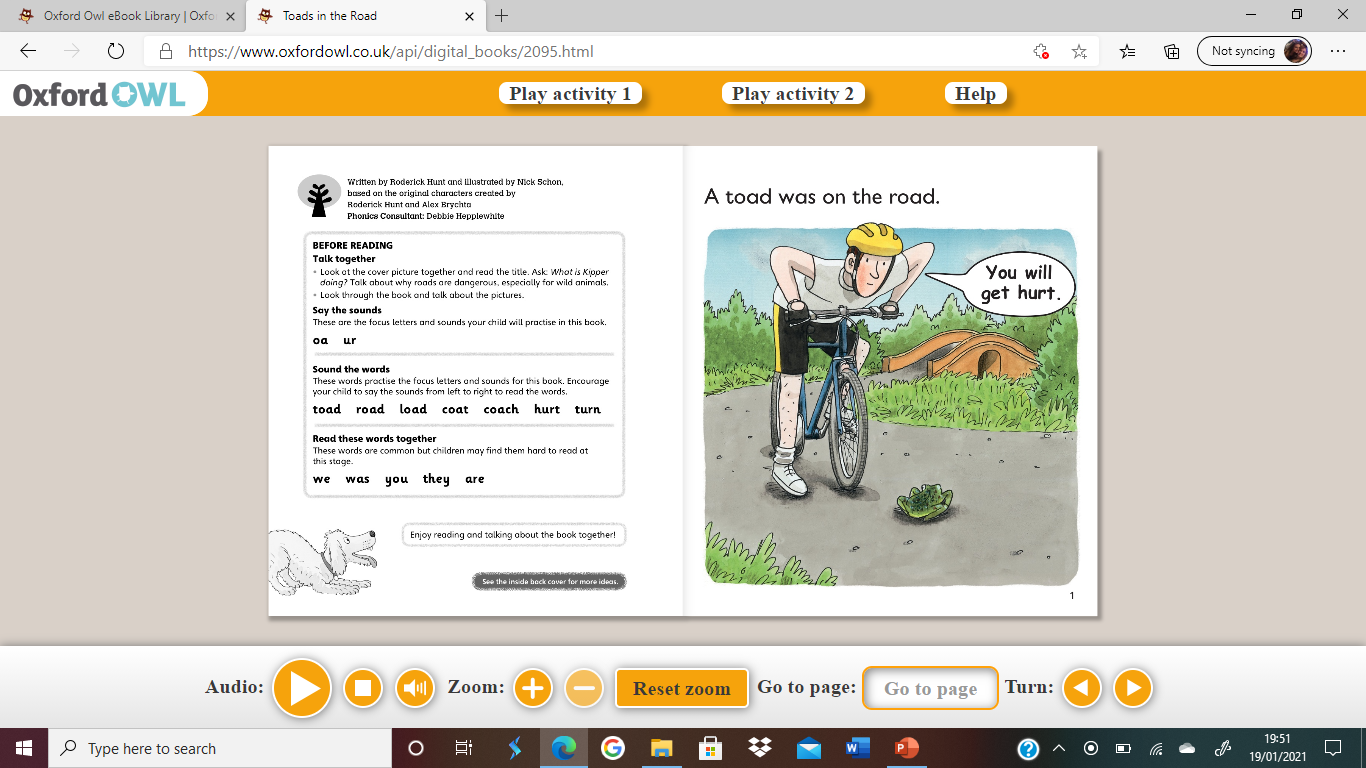 Oxford Owl eBook Library | Oxfo
Toads in the Road
https://www.oxfordowl.co.uk/api/digital_books/2095.html
Not syncing
Oxford OWL
Play activity 1
Play activity 2
Help
Written by Roderick Hunt and illustrated by Nick Schon,
based on the original characters created by
Roderick Hunt and Alex Brychta
Phonics Consultant: Debbie Hepplewhite
BEFORE READING
Talk together
• Look at the cover picture together and read the title. Ask: What is Kipper
doing? Talk about why roads are dangerous, especially for wild animals.
• Look through the book and talk about the pictures.
Say the sounds
These are the focus letters and sounds your child will practise in this book.
oa ur
Sound the words
These words practise the focus letters and sounds for this book. Encourage
your child to say the sounds from left to right to read the words.
toad road load coat coach hurt turn
Read these words together
These words are common but children may find them hard to read at
this stage.
we was you they are
Enjoy reading and talking about the book together!
See the inside back cover for more ideas.
A toad was on the road.
You will
get hurt.
1
Audio:
Zoom:
Reset zoom
Go to page:
Go to page
Turn:
Type here to search
19:51
19/01/2021